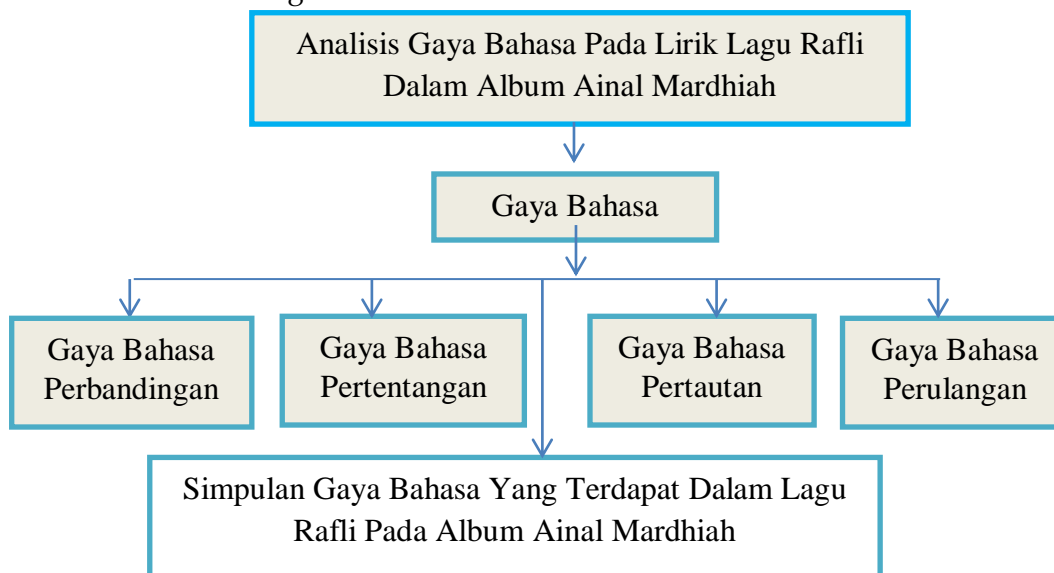 Analisis Gaya Bahasa Pada Lirik Lagu Rafli
Dalam Album Ainal Mardhiah
Gaya Bahasa
Gaya Bahasa
Perbandingan
Gaya Bahasa
Pertentangan
Gaya Bahasa
Pertautan
Gaya Bahasa
Perulangan
Simpulan Gaya Bahasa Yang Terdapat Dalam Lagu
Rafli Pada Album Ainal Mardhiah